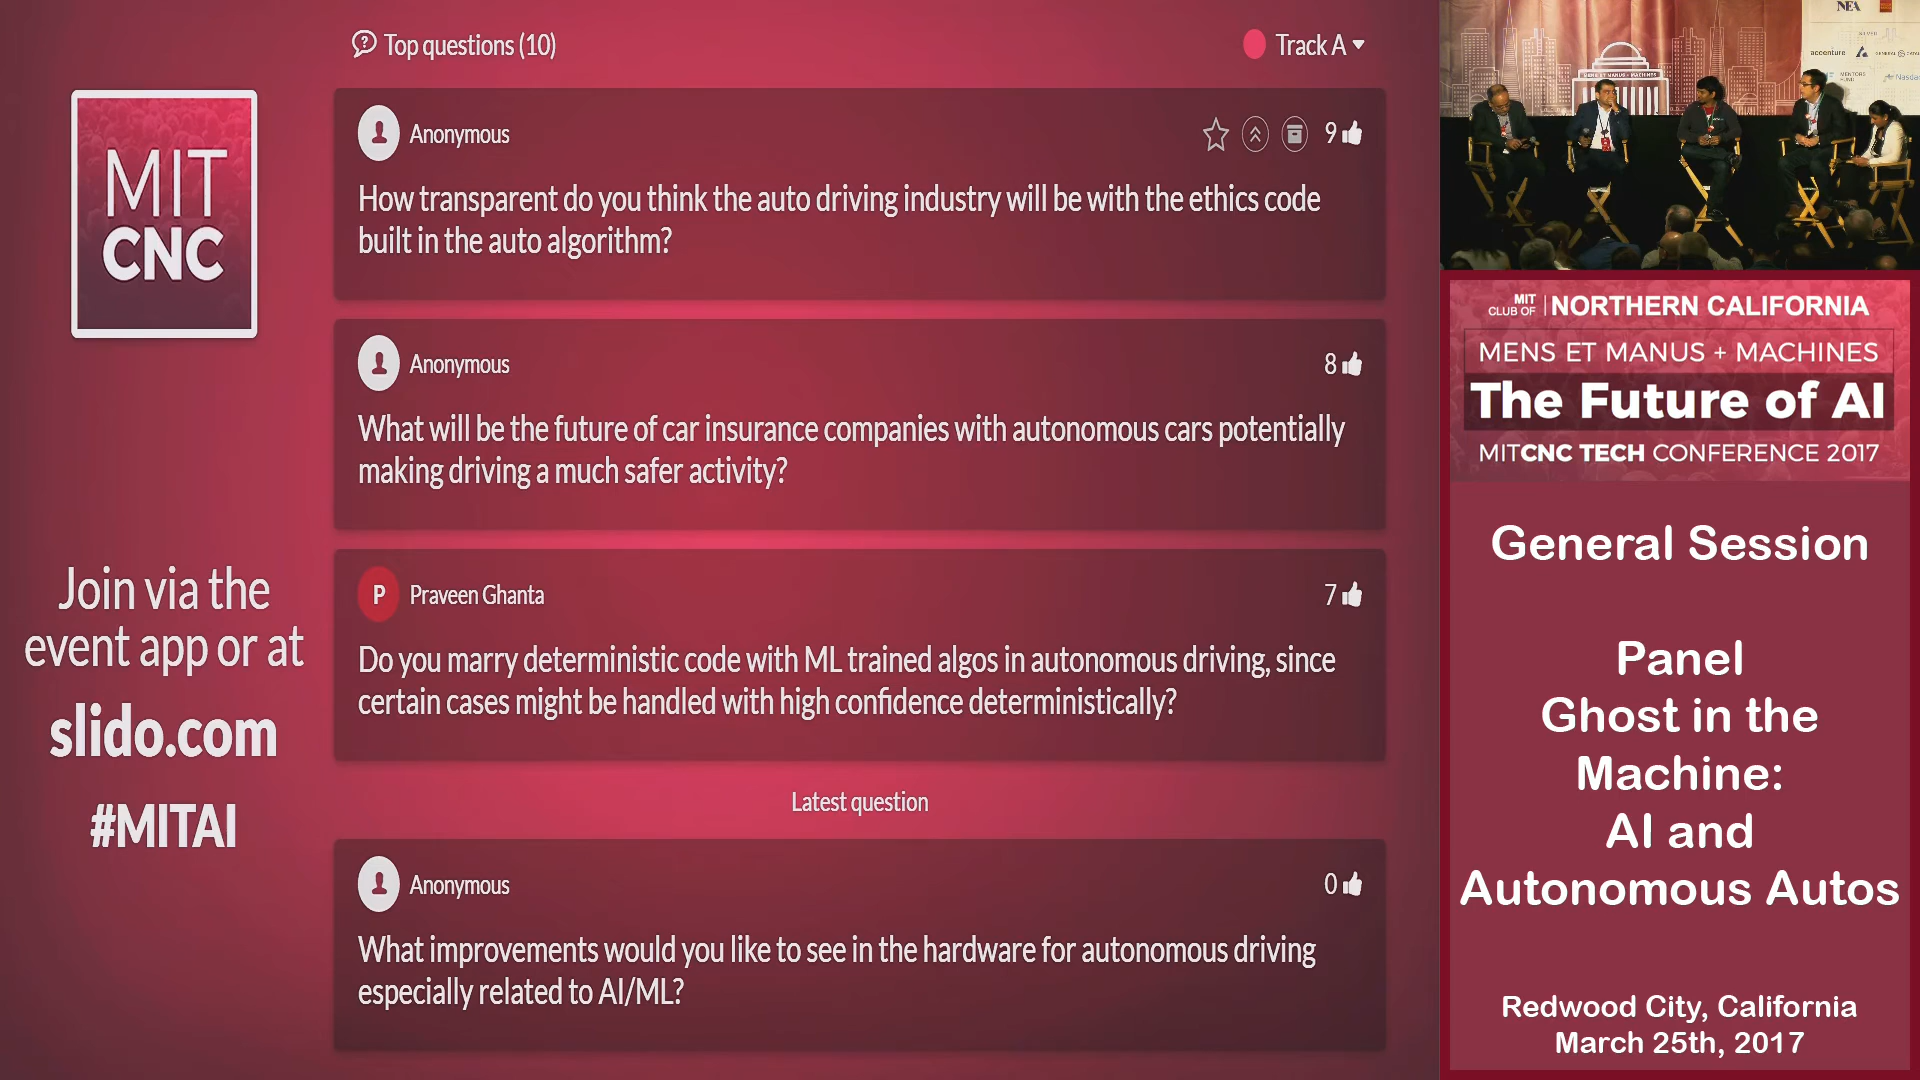 MIT
CNC
Join via the
event app or at
slido.com
#MITAI
Top questions (10)
Track A
Anonymous
9
How transparent do you think the auto driving industry will be with the ethics code
built in the auto algorithm?
Anonymous
8
What will be the future of car insurance companies with autonomous cars potentially
making driving a much safer activity?
P
Praveen Ghanta
7
Do you marry deterministic code with ML trained algos in autonomous driving, since
certain cases might be handled with high confidence deterministically?
Latest question
Anonymous
0
What improvements would you like to see in the hardware for autonomous driving
especially related to AI/ML?
NEA
accenture
MENS ET MANUS + MACHINES
Nasdaq
MIT
CLUB OF
NORTHERN CALIFORNIA
MENS ET MANUS + MACHINES
The Future of AI
MITCNC TECH CONFERENCE 2017
General Session
Panel
Ghost in the
Machine:
AI and
Autonomous Autos
Redwood City, California
March 25th, 2017